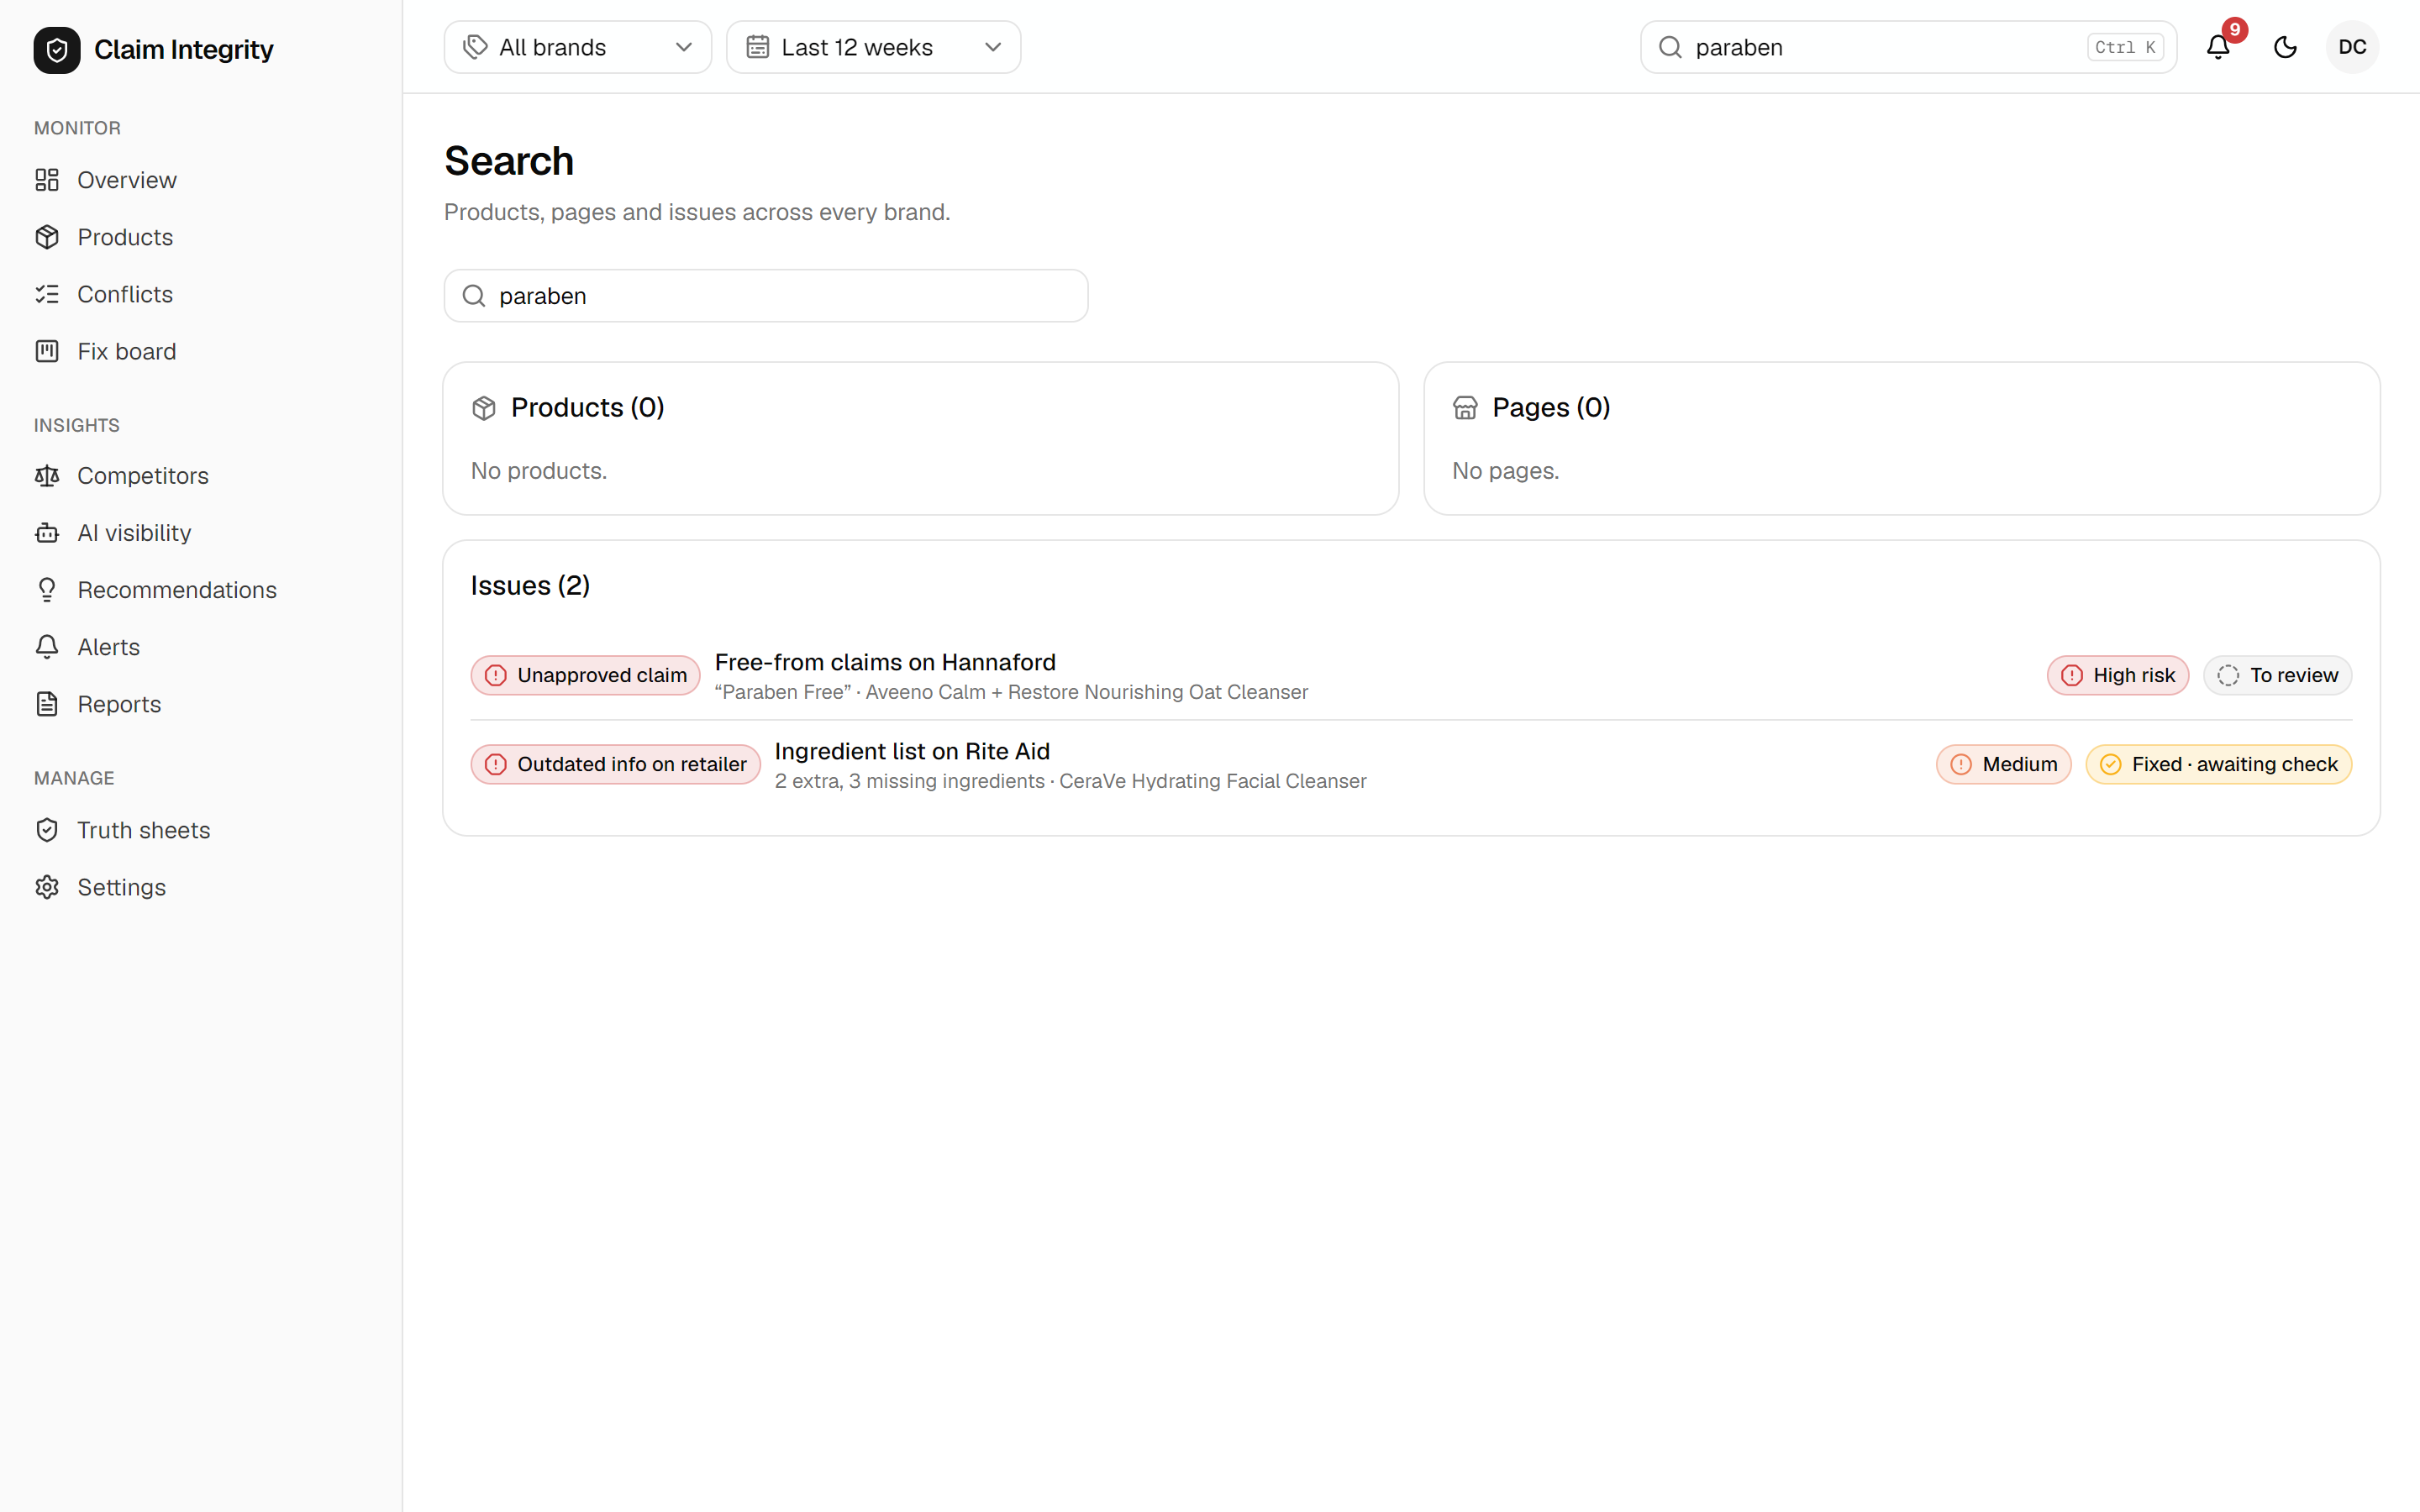 Claim Integrity
All brands
Last 12 weeks
paraben
Ctrl K
9
DC
MONITOR
Overview
Products
Conflicts
Fix board
INSIGHTS
Competitors
AI visibility
Recommendations
Alerts
Reports
MANAGE
Truth sheets
Settings
Search
Products, pages and issues across every brand.
paraben
Products (0)
No products.
Pages (0)
No pages.
Issues (2)
Unapproved claim
Free-from claims on Hannaford
“Paraben Free” · Aveeno Calm + Restore Nourishing Oat Cleanser
High risk
To review
Outdated info on retailer
Ingredient list on Rite Aid
2 extra, 3 missing ingredients · CeraVe Hydrating Facial Cleanser
Medium
Fixed · awaiting check